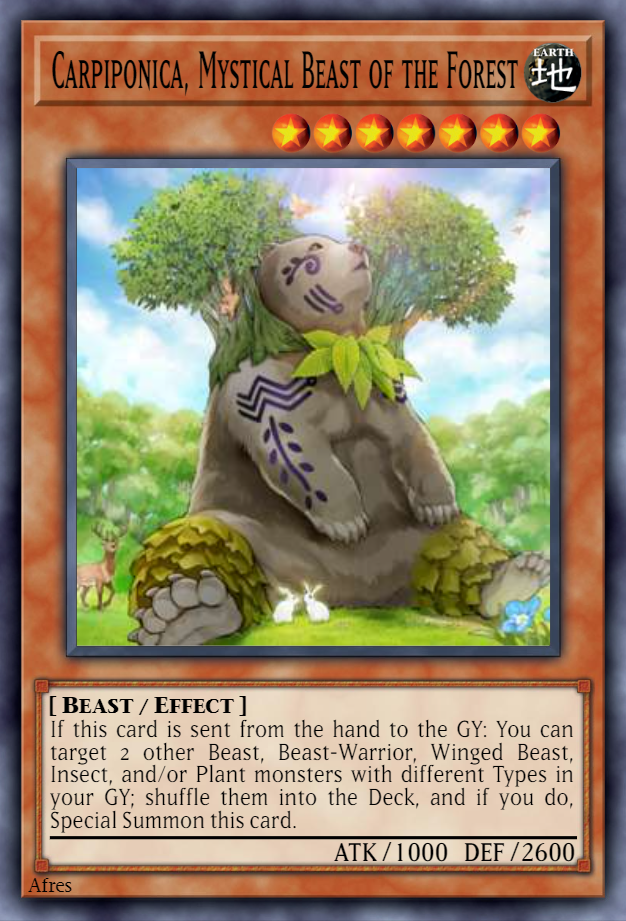 Carpiponica, Mystical Beast of the Forest
EARTH
地
[ Beast / Effect ]
If this card is sent from the hand to the GY: You can
target 2 other Beast, Beast-Warrior, Winged Beast,
Insect, and/or Plant monsters with different Types in
your GY; shuffle them into the Deck, and if you do,
Special Summon this card.
ATK/1000 DEF/2600
Afres